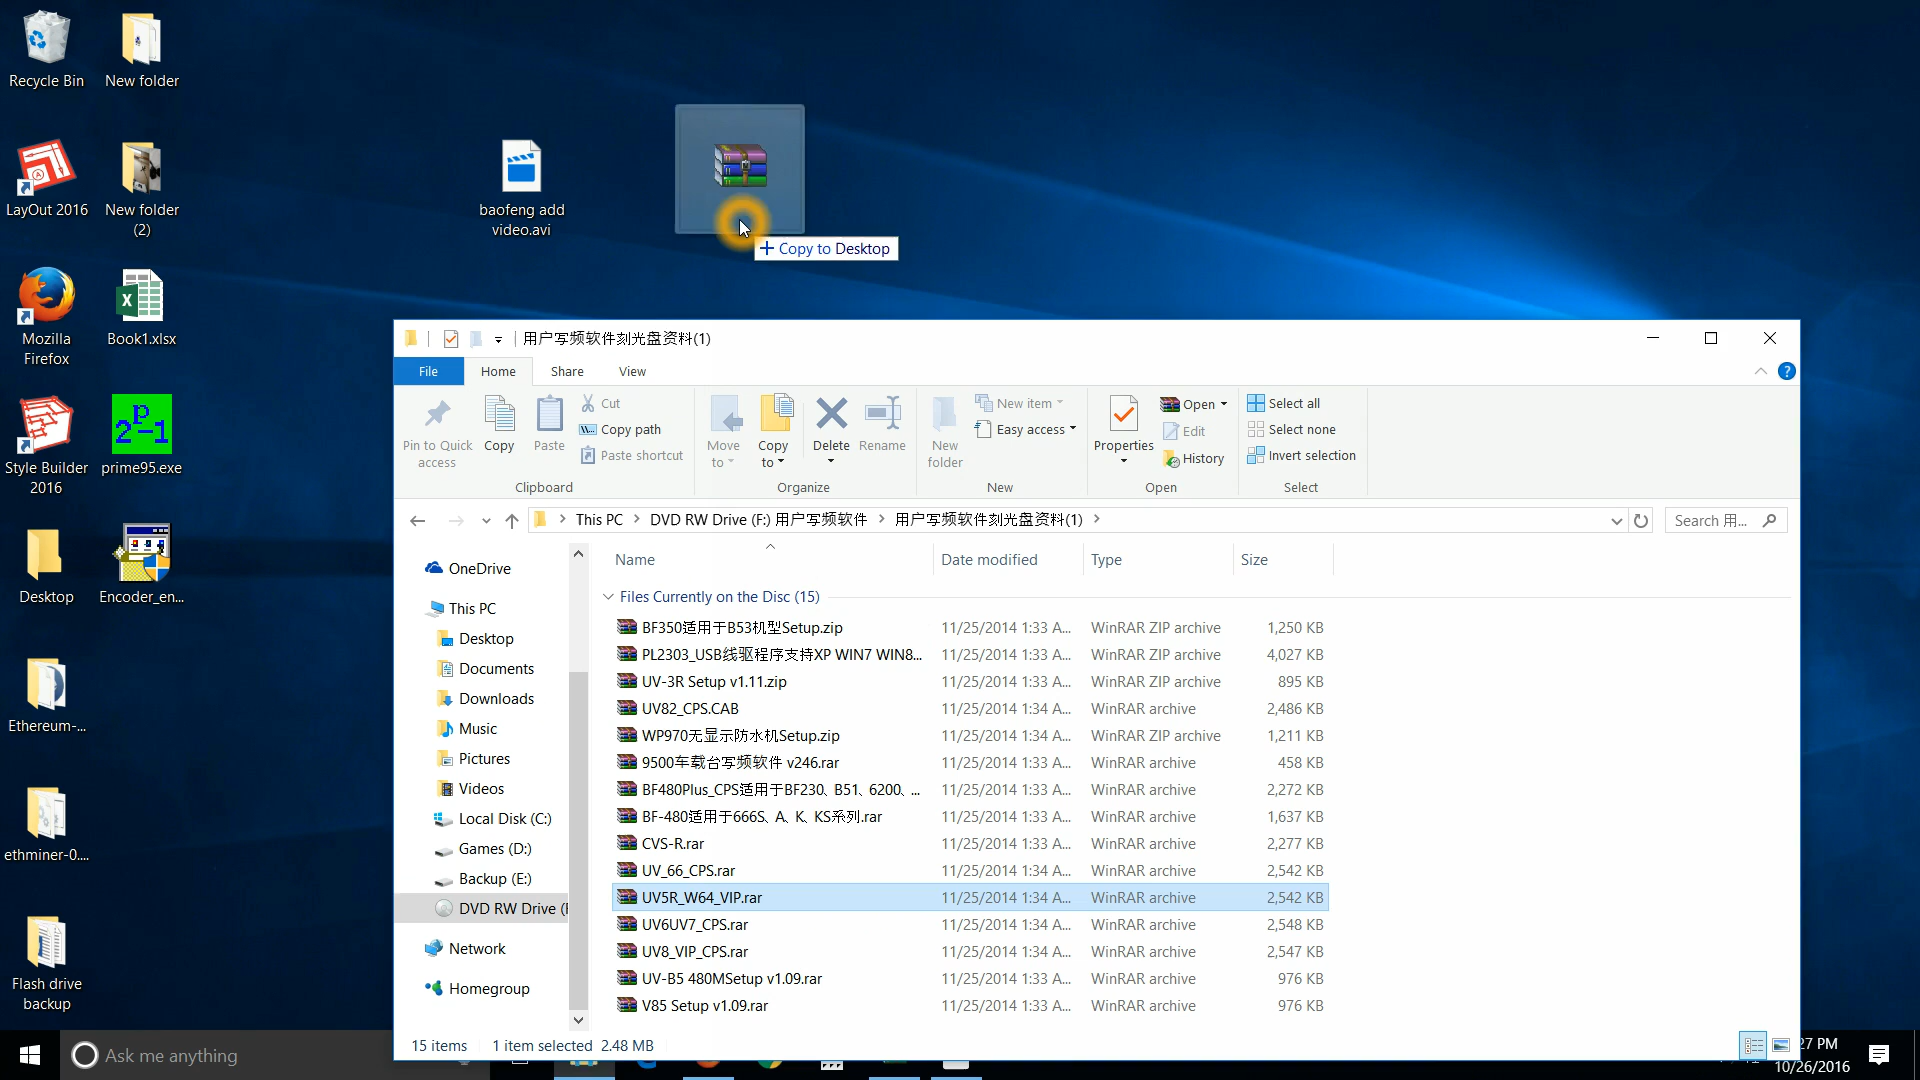 Recycle Bin
New folder
LayOut 2016
New folder
(2)
baofeng add
video.avi
Copy to Desktop
Mozilla
Firefox
Book1.xlsx
Style Builder
2016
prime95.exe
Desktop
Encoder_en...
Ethereum-...
ethminer-0....
Flash drive
backup
用户写频软件刻光盘资料(1)
File
Home
Share
View
Pin to Quick
access
Copy
Paste
Cut
Copy path
Paste shortcut
Clipboard
Move
to
Copy
to
Delete
Rename
Organize
New
folder
New item
Easy access
New
Properties
Open
Edit
History
Open
Select all
Select none
Invert selection
Select
This PC > DVD RW Drive (F:) 用户写频软件 > 用户写频软件刻光盘资料(1) >
Search 用...
OneDrive
This PC
Desktop
Documents
Downloads
Music
Pictures
Videos
Local Disk (C:)
Games (D:)
Backup (E:)
DVD RW Drive (
Network
Homegroup
Name Date modified Type Size
Files Currently on the Disc (15)
BF350适用于B53机型Setup.zip 11/25/2014 1:33 A... WinRAR ZIP archive 1,250 KB
PL2303_USB线驱程序支持XP WIN7 WIN8... 11/25/2014 1:33 A... WinRAR ZIP archive 4,027 KB
UV-3R Setup v1.11.zip 11/25/2014 1:33 A... WinRAR ZIP archive 895 KB
UV82_CPS.CAB 11/25/2014 1:34 A... WinRAR archive 2,486 KB
WP970无显示防水机Setup.zip 11/25/2014 1:34 A... WinRAR ZIP archive 1,211 KB
9500车载台写频软件 v246.rar 11/25/2014 1:33 A... WinRAR archive 458 KB
BF480Plus_CPS适用于BF230、B51、6200、... 11/25/2014 1:33 A... WinRAR archive 2,272 KB
BF-480适用于666S、A、K、KS系列.rar 11/25/2014 1:33 A... WinRAR archive 1,637 KB
CVS-R.rar 11/25/2014 1:33 A... WinRAR archive 2,277 KB
UV_66_CPS.rar 11/25/2014 1:34 A... WinRAR archive 2,542 KB
UV5R_W64_VIP.rar 11/25/2014 1:34 A... WinRAR archive 2,542 KB
UV6UV7_CPS.rar 11/25/2014 1:34 A... WinRAR archive 2,548 KB
UV8_VIP_CPS.rar 11/25/2014 1:34 A... WinRAR archive 2,547 KB
UV-B5 480MSetup v1.09.rar 11/25/2014 1:33 A... WinRAR archive 976 KB
V85 Setup v1.09.rar 11/25/2014 1:33 A... WinRAR archive 976 KB
15 items 1 item selected 2.48 MB
Ask me anything
27 PM
10/26/2016